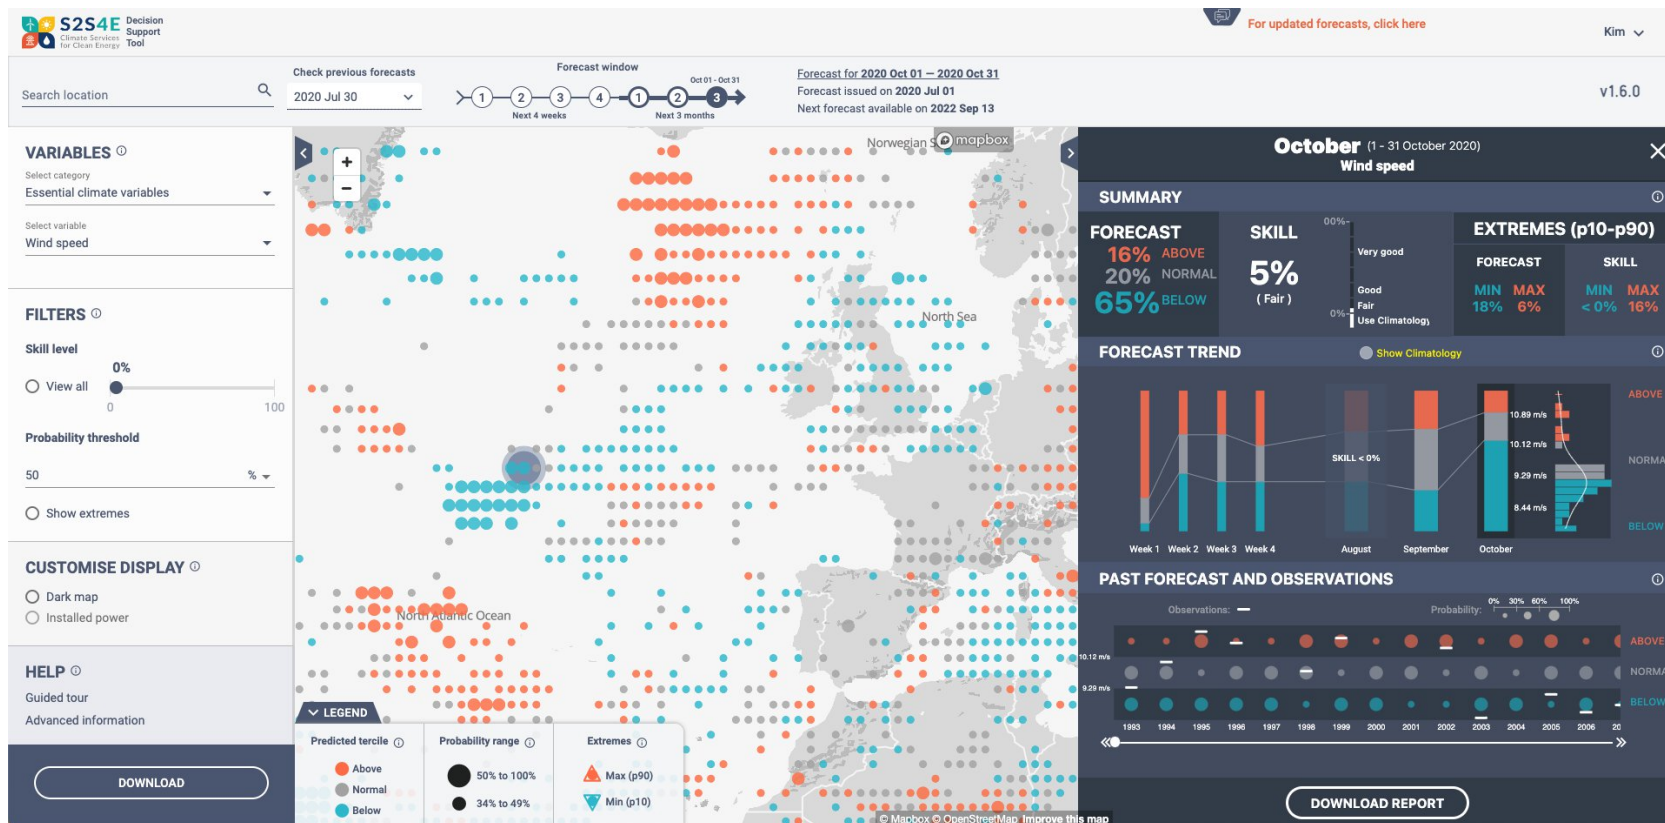 S2S4E
Climate Services
for Clean Energy
Decision
Support
Tool
For updated forecasts, click here
Kim
Search location
Check previous forecasts
2020 Jul 30
Forecast window
Oct 01 - Oct 31
1 2 3 4 1 2 3
Next 4 weeks
Next 3 months
Forecast for 2020 Oct 01 — 2020 Oct 31
Forecast issued on 2020 Jul 01
Next forecast available on 2022 Sep 13
v1.6.0
VARIABLES
Select category
Essential climate variables
Select variable
Wind speed
FILTERS
Skill level
0%
View all
0
100
Probability threshold
50
%
Show extremes
CUSTOMISE DISPLAY
Dark map
Installed power
HELP
Guided tour
Advanced information
DOWNLOAD
+
−
Norwegian S
mapbox
North Sea
North Atlantic Ocean
LEGEND
Predicted tercile
Above
Normal
Below
Probability range
50% to 100%
34% to 49%
Extremes
Max (p90)
Min (p10)
© Mapbox © OpenStreetMap Improve this map
October (1 - 31 October 2020)
Wind speed
SUMMARY
FORECAST
16% ABOVE
20% NORMAL
65% BELOW
SKILL
5%
( Fair )
00%
Very good
Good
Fair
0%
Use Climatology
EXTREMES (p10-p90)
FORECAST
MIN MAX
18% 6%
SKILL
MIN MAX
< 0% 16%
FORECAST TREND
Show Climatology
ABOVE
10.89 m/s
10.12 m/s
NORMA
SKILL < 0%
9.29 m/s
8.44 m/s
BELOW
Week 1 Week 2 Week 3 Week 4 August September October
PAST FORECAST AND OBSERVATIONS
Observations:
Probability:
0% 30% 60% 100%
ABOVE
10.12 m/s
NORMA
9.29 m/s
BELOW
1993 1994 1995 1996 1997 1998 1999 2000 2001 2002 2003 2004 2005 2006 20
DOWNLOAD REPORT